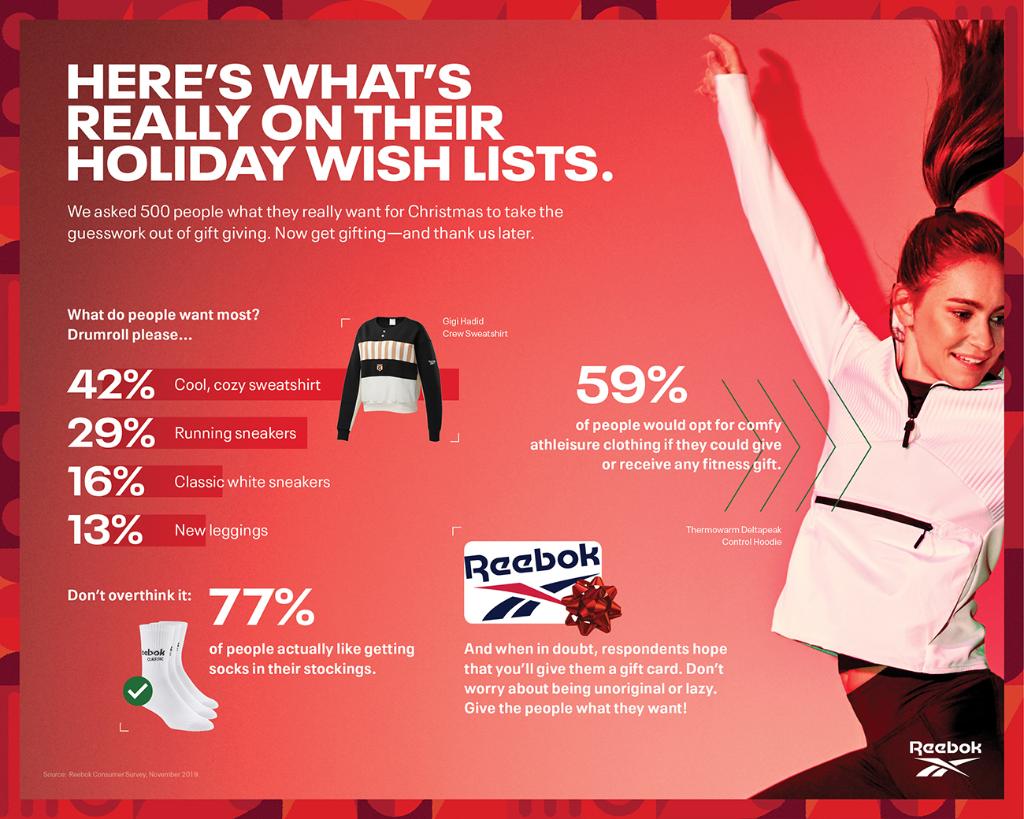 HERE'S WHAT'S
REALLY ON THEIR
HOLIDAY WISH LISTS.
We asked 500 people what they really want for Christmas to take the
guesswork out of gift giving. Now get gifting—and thank us later.
What do people want most?
Drumroll please...
Gigi Hadid
Crew Sweatshirt
42% Cool, cozy sweatshirt
29% Running sneakers
16% Classic white sneakers
13% New leggings
59%
of people would opt for comfy
athleisure clothing if they could give
or receive any fitness gift.
Thermowarm Deltapeak
Control Hoodie
Don't overthink it: 77%
of people actually like getting
socks in their stockings.
ebok
CLASSIC
Reebok
And when in doubt, respondents hope
that you'll give them a gift card. Don't
worry about being unoriginal or lazy.
Give the people what they want!
Reebok
Source: Reebok Consumer Survey, November 2019.